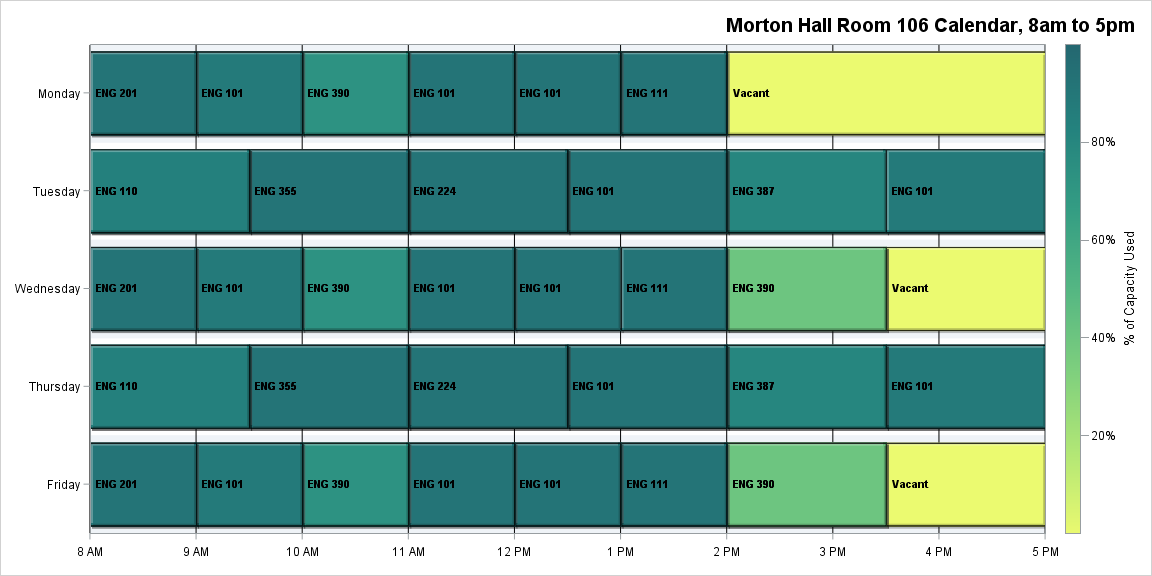 Morton Hall Room 106 Calendar, 8am to 5pm
Monday ENG 201 ENG 101 ENG 390 ENG 101 ENG 101 ENG 111 Vacant
80%
Tuesday ENG 110 ENG 355 ENG 224 ENG 101 ENG 387 ENG 101
60%
Wednesday ENG 201 ENG 101 ENG 390 ENG 101 ENG 101 ENG 111 ENG 390 Vacant
% of Capacity Used
40%
Thursday ENG 110 ENG 355 ENG 224 ENG 101 ENG 387 ENG 101
20%
Friday ENG 201 ENG 101 ENG 390 ENG 101 ENG 101 ENG 111 ENG 390 Vacant
8 AM 9 AM 10 AM 11 AM 12 PM 1 PM 2 PM 3 PM 4 PM 5 PM